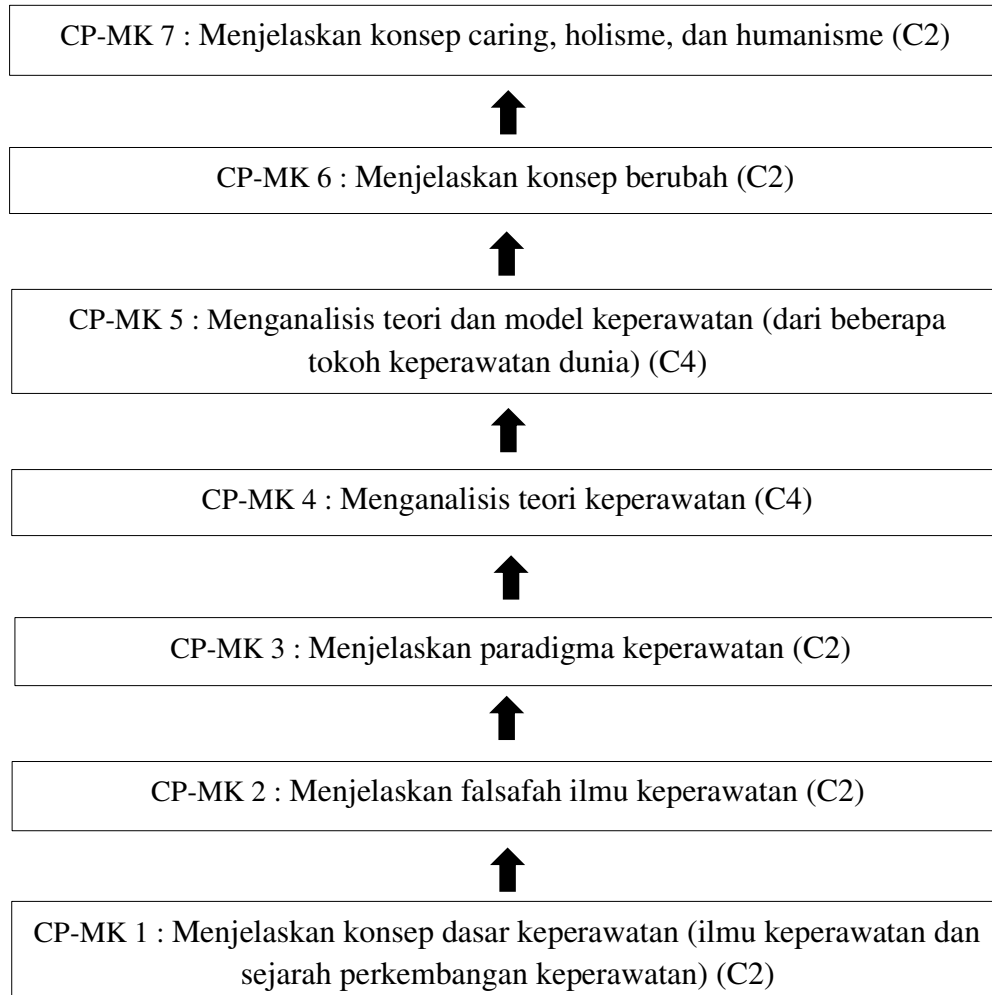 CP-MK 7 : Menjelaskan konsep caring, holisme, dan humanisme (C2)
CP-MK 6 : Menjelaskan konsep berubah (C2)
CP-MK 5 : Menganalisis teori dan model keperawatan (dari beberapa
tokoh keperawatan dunia) (C4)
CP-MK 4 : Menganalisis teori keperawatan (C4)
CP-MK 3 : Menjelaskan paradigma keperawatan (C2)
CP-MK 2 : Menjelaskan falsafah ilmu keperawatan (C2)
CP-MK 1 : Menjelaskan konsep dasar keperawatan (ilmu keperawatan dan
sejarah perkembangan keperawatan) (C2)